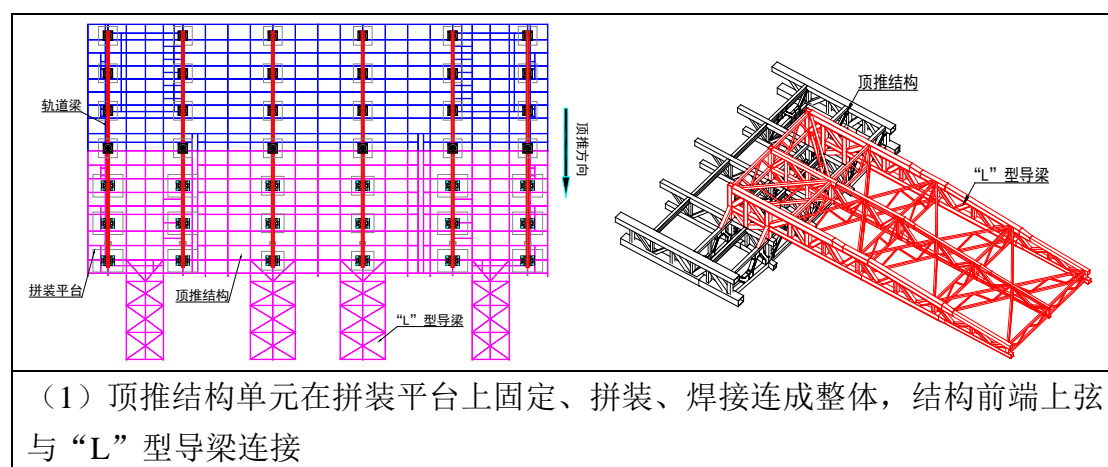 轨道梁
顶推方向
拼装平台
顶推结构
“L”型导梁
顶推结构
“L”型导梁
（1）顶推结构单元在拼装平台上固定、拼装、焊接连成整体，结构前端上弦
与“L”型导梁连接